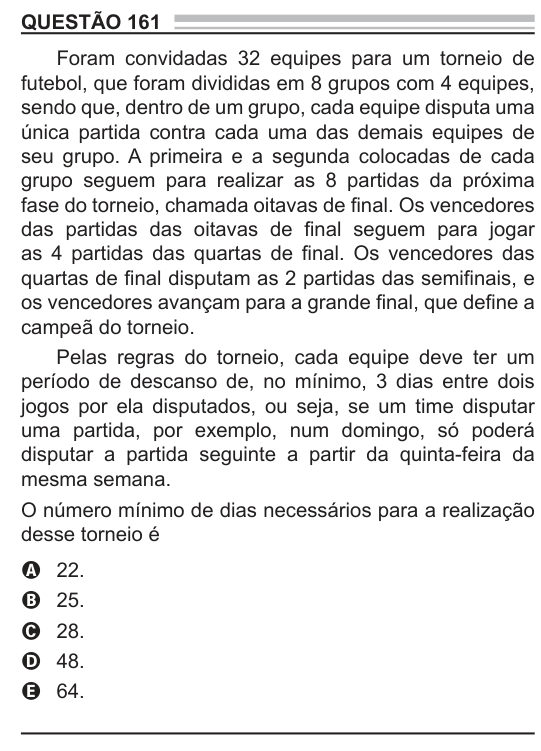 QUESTÃO 161
Foram convidadas 32 equipes para um torneio de
futebol, que foram divididas em 8 grupos com 4 equipes,
sendo que, dentro de um grupo, cada equipe disputa uma
única partida contra cada uma das demais equipes de
seu grupo. A primeira e a segunda colocadas de cada
grupo seguem para realizar as 8 partidas da próxima
fase do torneio, chamada oitavas de final. Os vencedores
das partidas das oitavas de final seguem para jogar
as 4 partidas das quartas de final. Os vencedores das
quartas de final disputam as 2 partidas das semifinais, e
os vencedores avançam para a grande final, que define a
campeã do torneio.
Pelas regras do torneio, cada equipe deve ter um
período de descanso de, no mínimo, 3 dias entre dois
jogos por ela disputados, ou seja, se um time disputar
uma partida, por exemplo, num domingo, só poderá
disputar a partida seguinte a partir da quinta-feira da
mesma semana.
O número mínimo de dias necessários para a realização
desse torneio é
A 22.
B 25.
C 28.
D 48.
E 64.